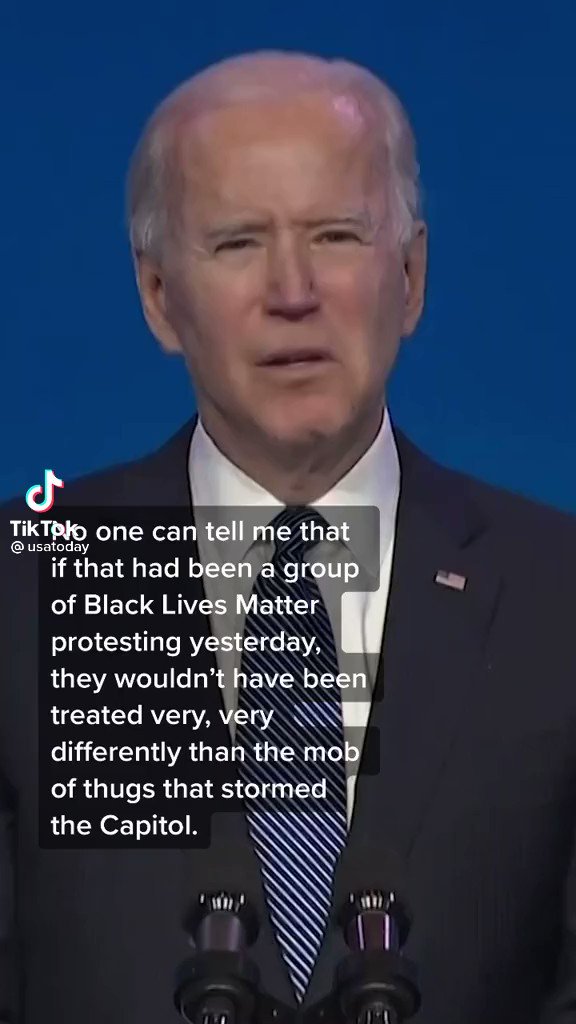 No one can tell me that
if that had been a group
of Black Lives Matter
protesting yesterday,
they wouldn't have been
treated very, very
differently than the mob
of thugs that stormed
the Capitol.
TikTok
@usatoday